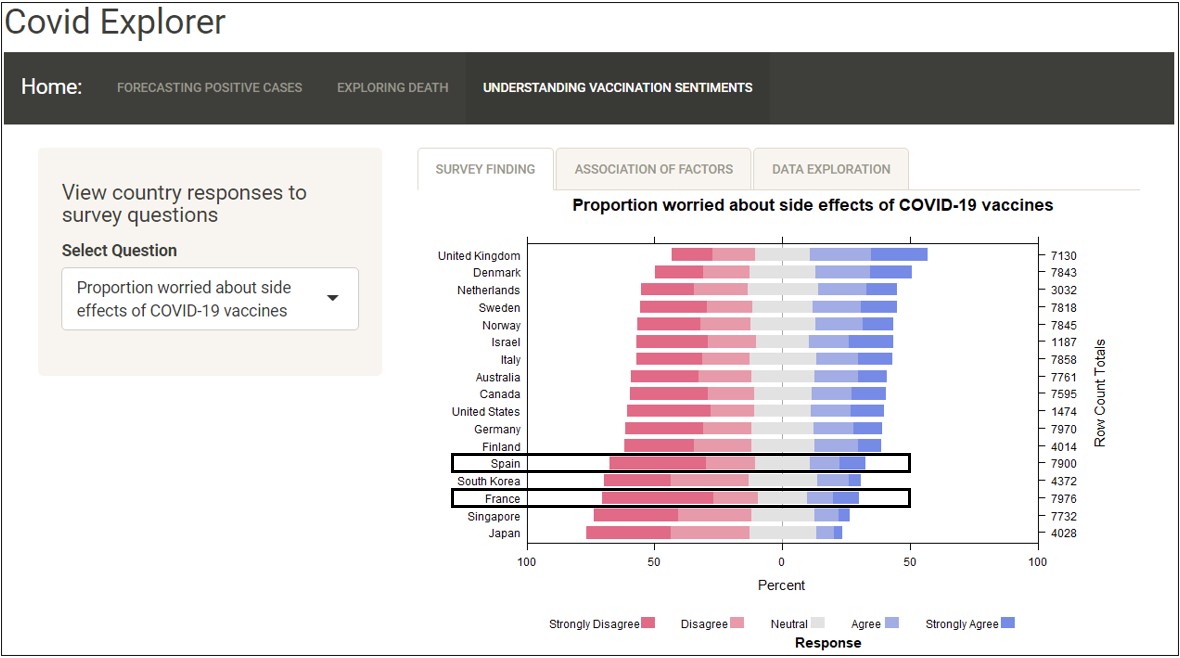 Covid Explorer
Home: FORECASTING POSITIVE CASES EXPLORING DEATH UNDERSTANDING VACCINATION SENTIMENTS
View country responses to
survey questions
Select Question
Proportion worried about side
effects of COVID-19 vaccines
SURVEY FINDING ASSOCIATION OF FACTORS DATA EXPLORATION
Proportion worried about side effects of COVID-19 vaccines
United Kingdom 7130
Denmark 7843
Netherlands 3032
Sweden 7818
Norway 7845
Israel 1187
Italy 7858
Australia 7761
Canada 7595
United States 1474
Germany 7970
Finland 4014
Spain 7900
South Korea 4372
France 7976
Singapore 7732
Japan 4028
Row Count Totals
100 50 0 50 100
Percent
Strongly Disagree Disagree Neutral Agree Strongly Agree
Response